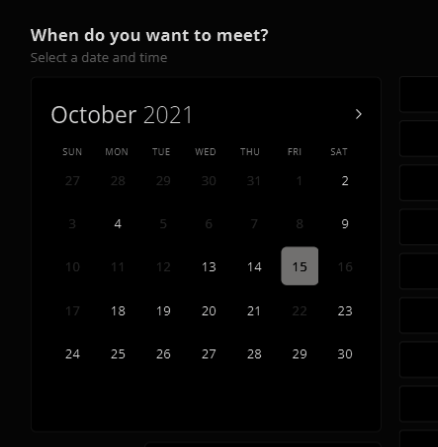 When do you want to meet?
Select a date and time
October 2021
SUN MON TUE WED THU FRI SAT
27 28 29 30 31 1 2
3 4 5 6 7 8 9
10 11 12 13 14 15 16
17 18 19 20 21 22 23
24 25 26 27 28 29 30